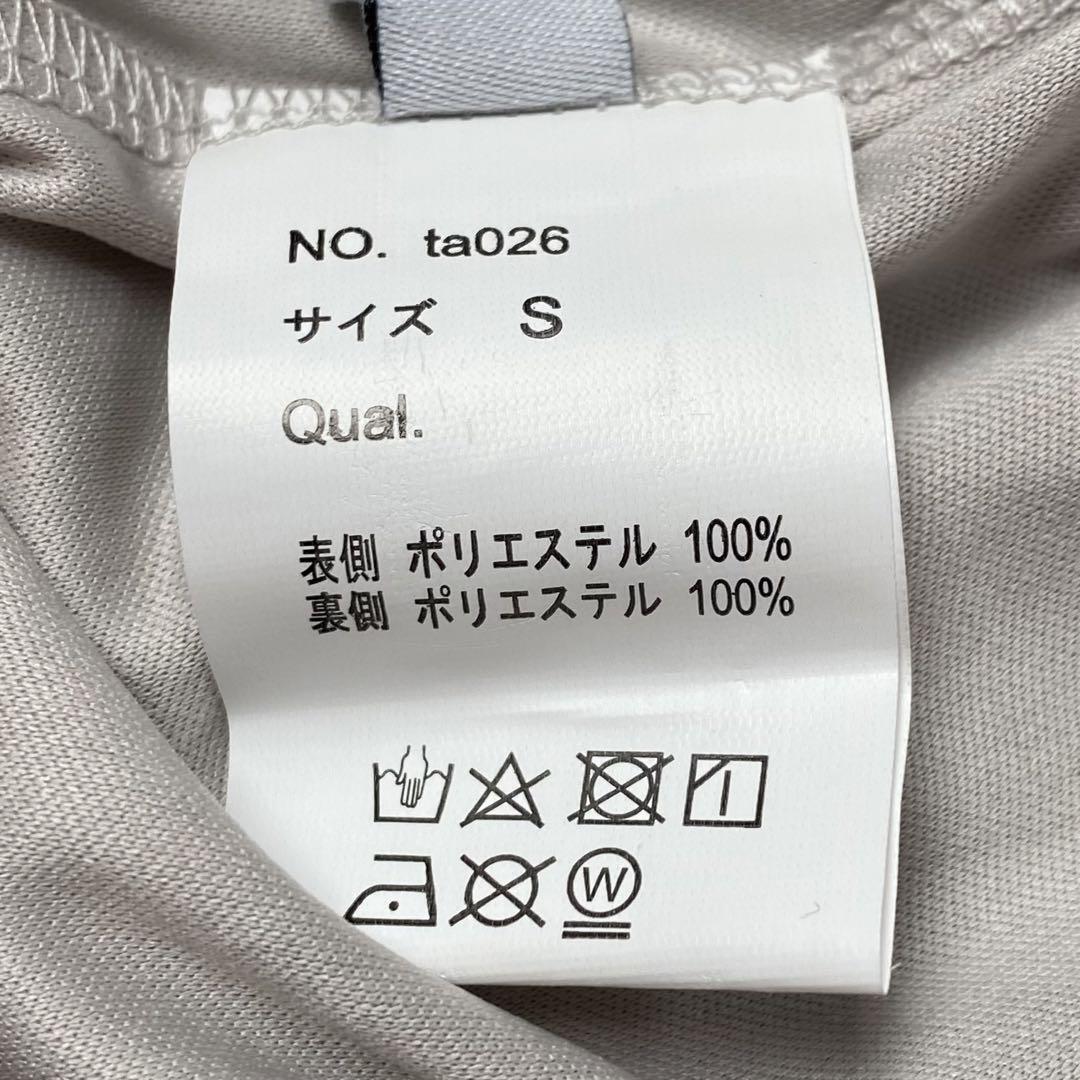 NO. ta026
サイズ S
Qual.
表側 ポリエステル 100%
裏側 ポリエステル 100%
W